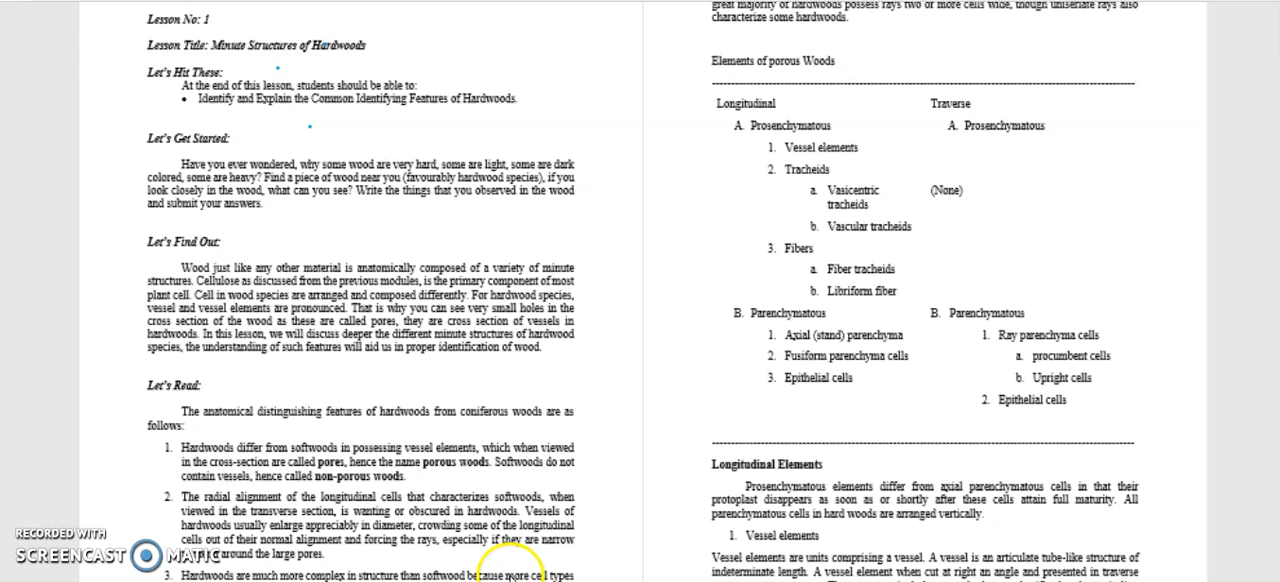 Lesson No: 1
Lesson Title: Minute Structures of Hardwoods
Let's Hit These:
At the end of this lesson, students should be able to:
• Identify and Explain the Common Identifying Features of Hardwoods.
Let's Get Started:
Have you ever wondered, why some wood are very hard, some are light, some are dark
colored, some are heavy? Find a piece of wood near you (favourably hardwood species), if you
look closely in the wood, what can you see? Write the things that you observed in the wood
and submit your answers.
Let's Find Out:
Wood just like any other material is anatomically composed of a variety of minute
structures. Cellulose as discussed from the previous modules, is the primary component of most
plant cell. Cell in wood species are arranged and composed differently. For hardwood species,
vessel and vessel elements are pronounced. That is why you can see very small holes in the
cross section of the wood as these are called pores, they are cross section of vessels in
hardwoods. In this lesson, we will discuss deeper the different minute structures of hardwood
species, the understanding of such features will aid us in proper identification of wood.
Let's Read:
The anatomical distinguishing features of hardwoods from coniferous woods are as
follows:
1. Hardwoods differ from softwoods in possessing vessel elements, which when viewed
in the cross-section are called pores, hence the name porous woods. Softwoods do not
contain vessels, hence called non-porous woods.
2. The radial alignment of the longitudinal cells that characterizes softwoods, when
viewed in the transverse section, is wanting or obscured in hardwoods. Vessels of
hardwoods usually enlarge appreciably in diameter, crowding some of the longitudinal
cells out of their normal alignment and forcing the rays, especially if they are narrow
around the large pores.
3. Hardwoods are much more complex in structure than softwood because more cell types
great majority of hardwoods possess rays two or more cells wide, though uniseriate rays also
characterize some hardwoods.
Elements of porous Woods
Longitudinal Traverse
A. Prosenchymatous A. Prosenchymatous
1. Vessel elements
2. Tracheids
a. Vasicentric (None)
tracheids
b. Vascular tracheids
3. Fibers
a. Fiber tracheids
b. Libriform fiber
B. Parenchymatous B. Parenchymatous
1. Axial (stand) parenchyma 1. Ray parenchyma cells
2. Fusiform parenchyma cells a. procumbent cells
3. Epithelial cells b. Upright cells
2. Epithelial cells
Longitudinal Elements
Prosenchymatous elements differ from axial parenchymatous cells in that their
protoplast disappears as soon as or shortly after these cells attain full maturity. All
parenchymatous cells in hard woods are arranged vertically.
1. Vessel elements
Vessel elements are units comprising a vessel. A vessel is an articulate tube-like structure of
indeterminate length. A vessel element when cut at right an angle and presented in traverse
RECORDED WITH
SCREENCAST MATIC